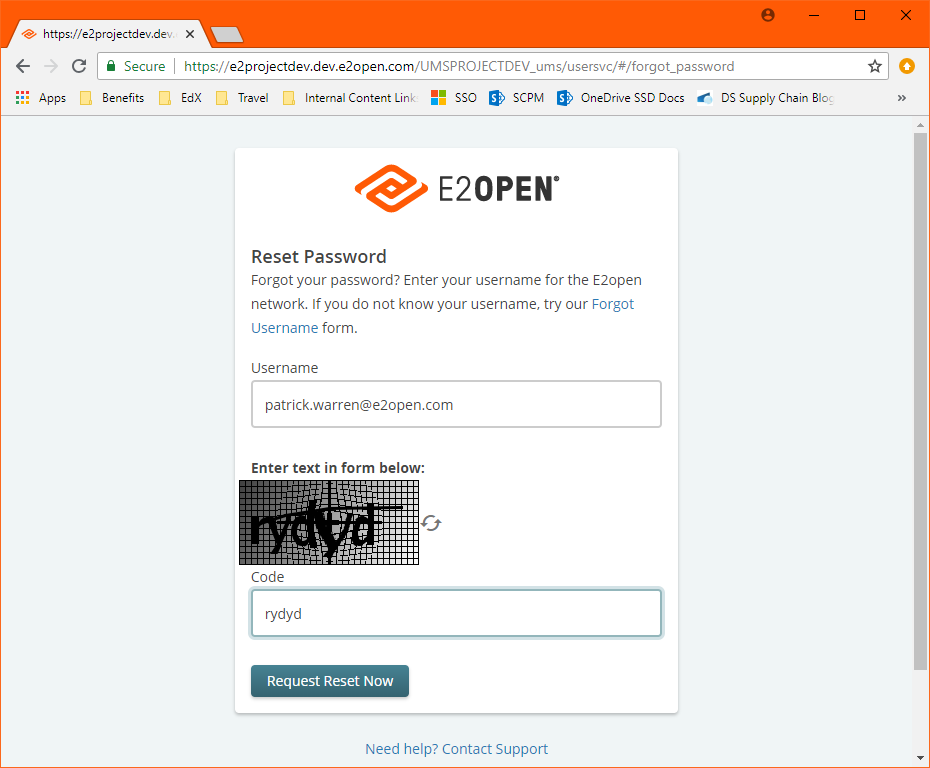 https://e2projectdev.dev.
Secure
https://e2projectdev.dev.e2open.com/UMSPROJECTDEV_ums/usersvc/#/forgot_password
Apps Benefits EdX Travel Internal Content Link SSO SCPM OneDrive SSD Docs DS Supply Chain Blog »
E2OPEN
Reset Password
Forgot your password? Enter your username for the E2open
network. If you do not know your username, try our Forgot
Username form.
Username
patrick.warren@e2open.com
Enter text in form below:
rydyd
Code
rydyd
Request Reset Now
Need help? Contact Support